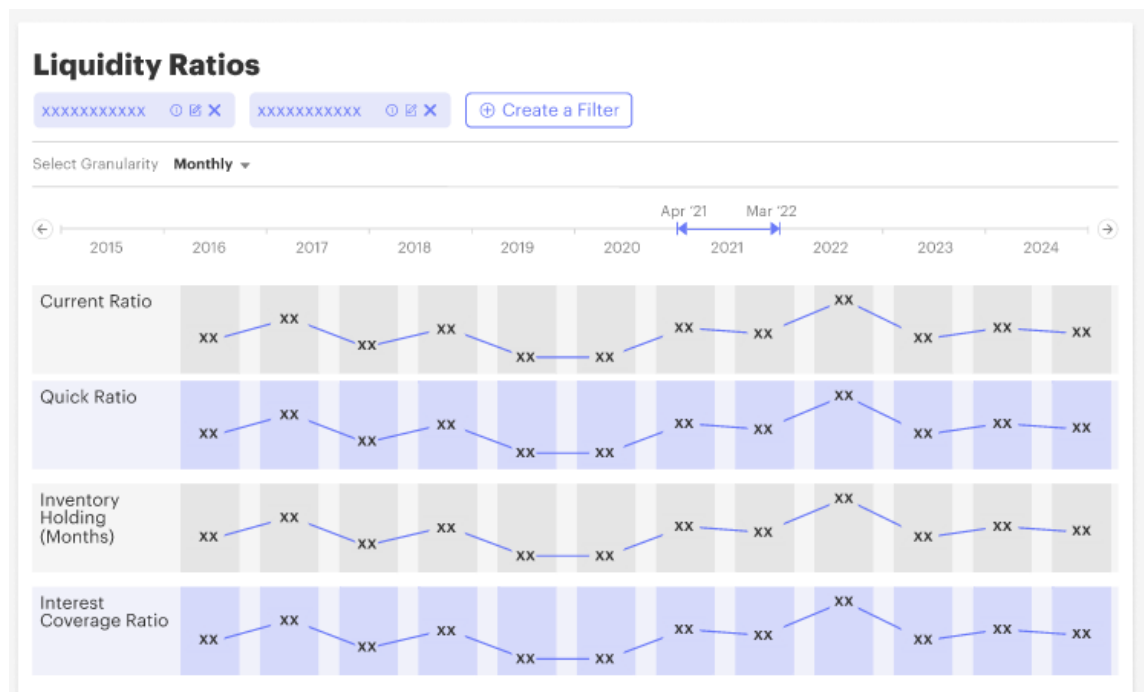 Liquidity Ratios
xxxxxxxxxxx xxxxxxxxxxx Create a Filter
Select Granularity Monthly
Apr '21 Mar '22
2015 2016 2017 2018 2019 2020 2021 2022 2023 2024
Current Ratio
xx xx xx xx xx xx xx xx xx xx xx xx
Quick Ratio
xx xx xx xx xx xx xx xx xx xx xx xx
Inventory
Holding
(Months)
xx xx xx xx xx xx xx xx xx xx xx xx
Interest
Coverage Ratio
xx xx xx xx xx xx xx xx xx xx xx xx